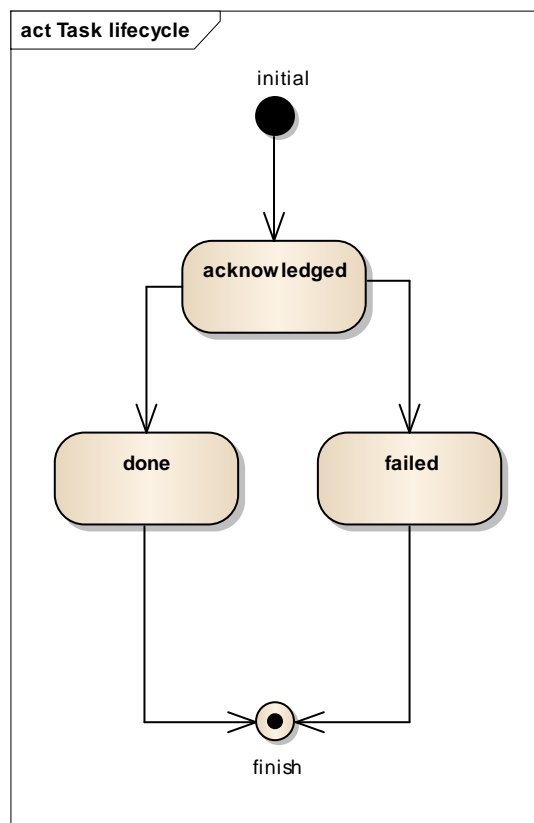 act Task lifecycle
initial
acknowledged
done
failed
finish